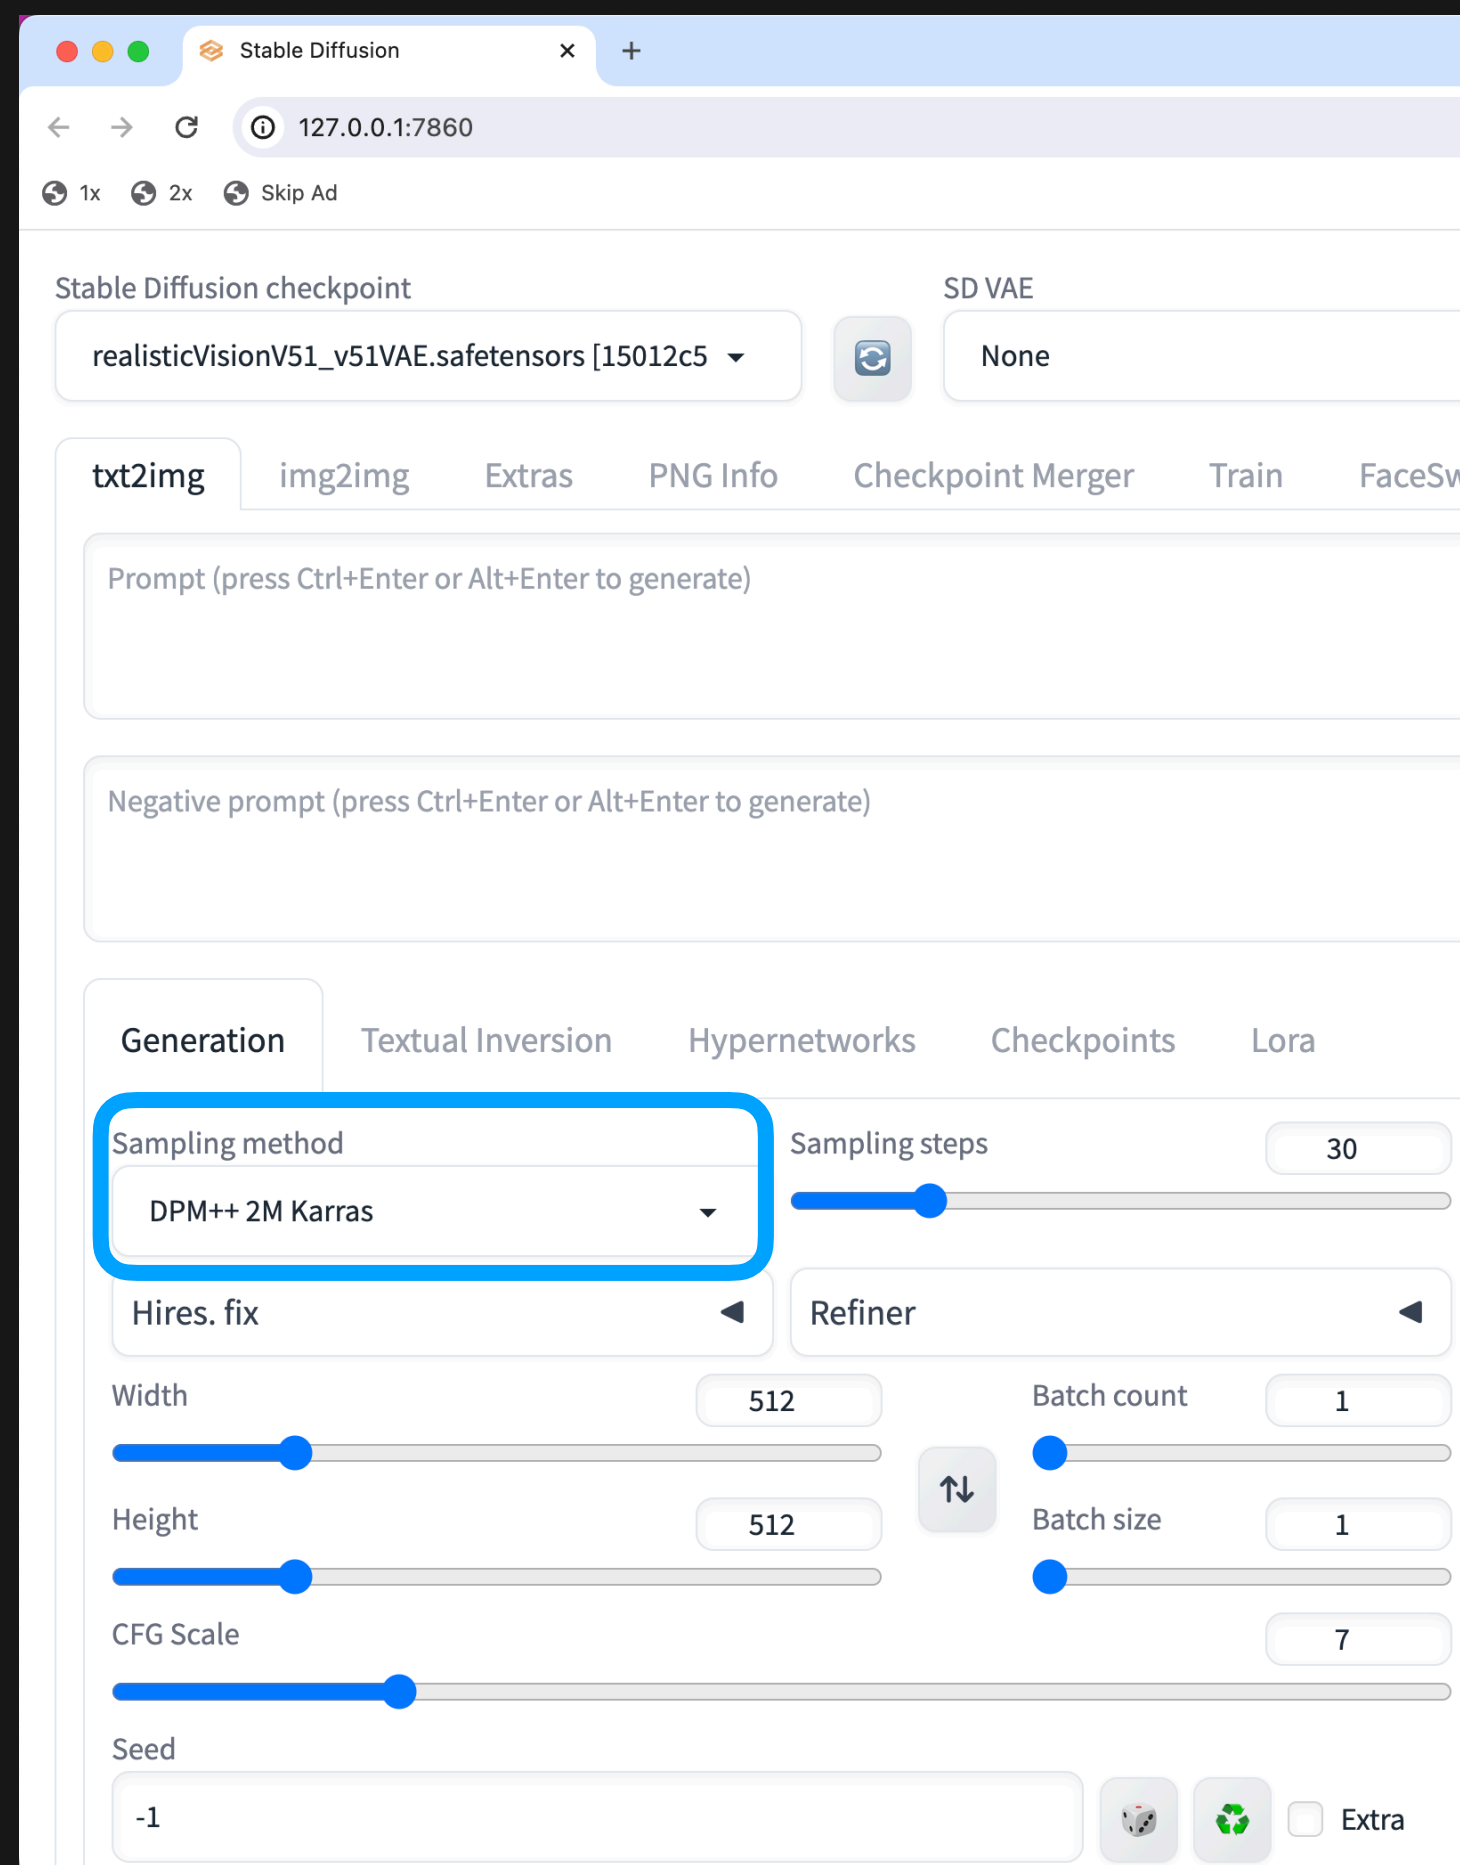 Stable Diffusion
127.0.0.1:7860
1x 2x Skip Ad
Stable Diffusion checkpoint SD VAE
realisticVisionV51_v51VAE.safetensors [15012c5 None
txt2img img2img Extras PNG Info Checkpoint Merger Train FaceSw
Prompt (press Ctrl+Enter or Alt+Enter to generate)
Negative prompt (press Ctrl+Enter or Alt+Enter to generate)
Generation Textual Inversion Hypernetworks Checkpoints Lora
Sampling method Sampling steps 30
DPM++ 2M Karras
Hires. fix Refiner
Width 512 Batch count 1
Height 512 Batch size 1
CFG Scale 7
Seed
-1 Extra